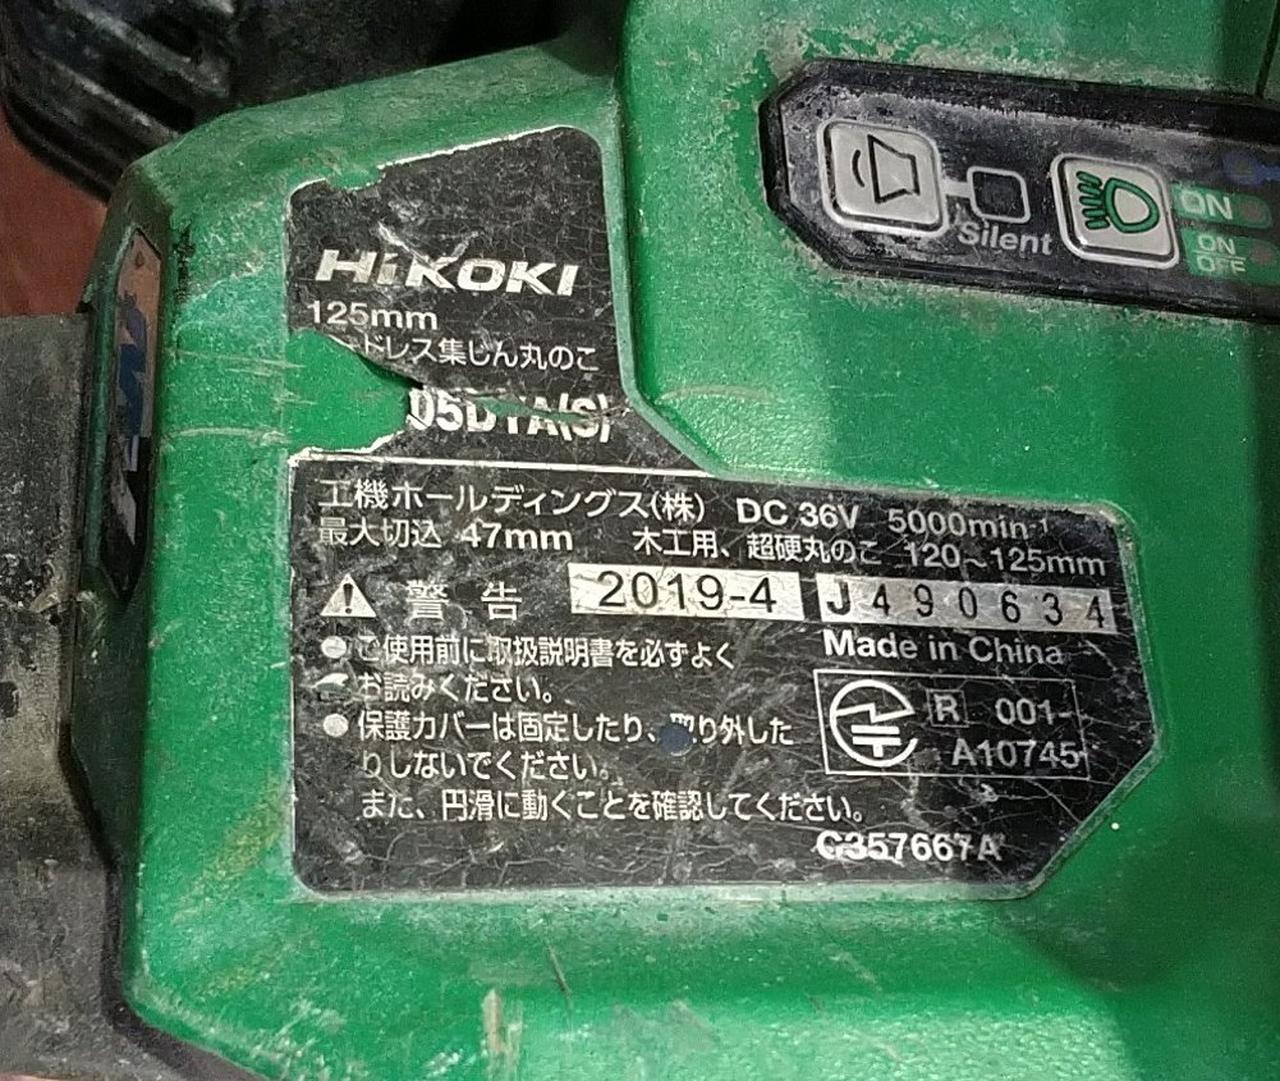 HiKOKI
125mm
ドレス集じん丸のこ
05DYA(S)
工機ホールディングス(株) DC 36V 5000min-1
最大切込 47mm 木工用、超硬丸のこ 120~125mm
警告 2019-4 J490634
Made in China
●ご使用前に取扱説明書を必ずよく
お読みください。
●保護カバーは固定したり、取り外した
りしないでください。
また、円滑に動くことを確認してください。
R 001-
A10745
C357667A
Silent
ON
ON
OFF